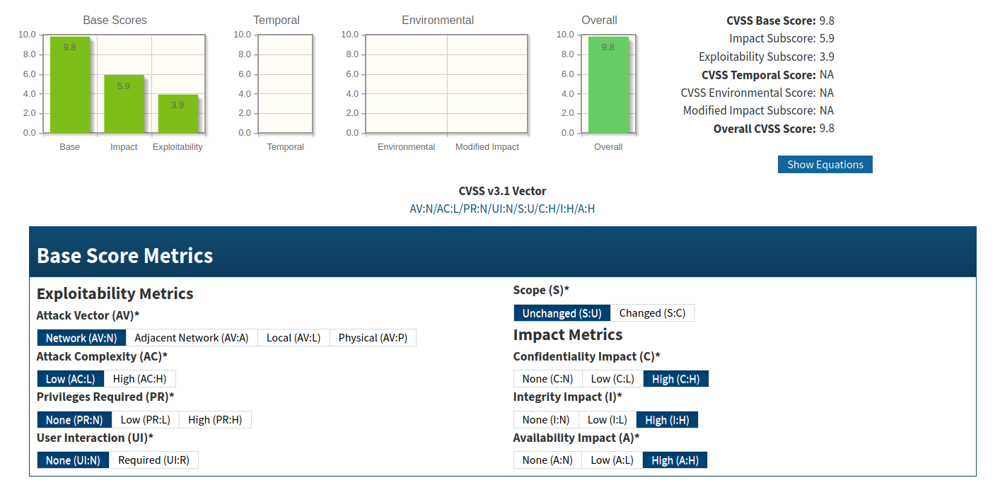 Base Scores
10.0
8.0
6.0
4.0
2.0
0.0
9.8
5.9
3.9
Base Impact Exploitability
Temporal
10.0
8.0
6.0
4.0
2.0
0.0
Temporal
Environmental
10.0
8.0
6.0
4.0
2.0
0.0
Environmental Modified Impact
Overall
10.0
8.0
6.0
4.0
2.0
0.0
9.8
Overall
CVSS Base Score: 9.8
Impact Subscore: 5.9
Exploitability Subscore: 3.9
CVSS Temporal Score: NA
CVSS Environmental Score: NA
Modified Impact Subscore: NA
Overall CVSS Score: 9.8
Show Equations
CVSS v3.1 Vector
AV:N/AC:L/PR:N/UI:N/S:U/C:H/I:H/A:H
Base Score Metrics
Exploitability Metrics
Attack Vector (AV)*
Network (AV:N) Adjacent Network (AV:A) Local (AV:L) Physical (AV:P)
Attack Complexity (AC)*
Low (AC:L) High (AC:H)
Privileges Required (PR)*
None (PR:N) Low (PR:L) High (PR:H)
User Interaction (UI)*
None (UI:N) Required (UI:R)
Scope (S)*
Unchanged (S:U) Changed (S:C)
Impact Metrics
Confidentiality Impact (C)*
None (C:N) Low (C:L) High (C:H)
Integrity Impact (I)*
None (I:N) Low (I:L) High (I:H)
Availability Impact (A)*
None (A:N) Low (A:L) High (A:H)